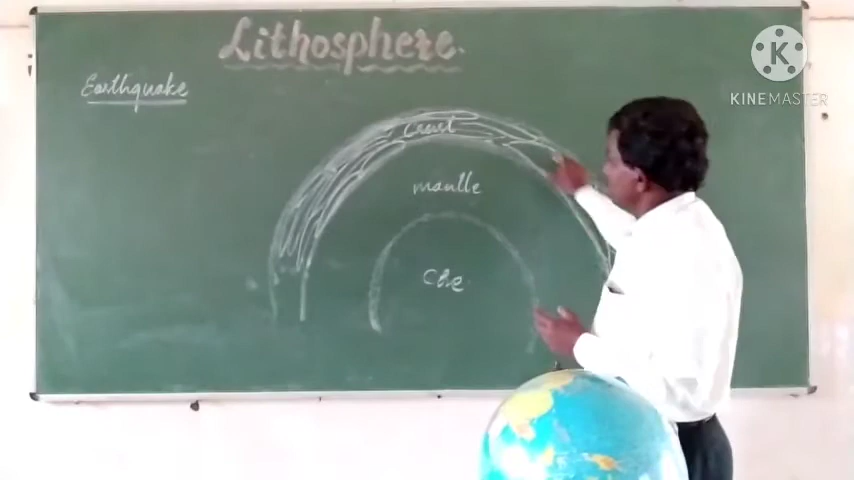 Lithosphere.
Earthquake
Crust
mantle
Core
K
KINEMASTER